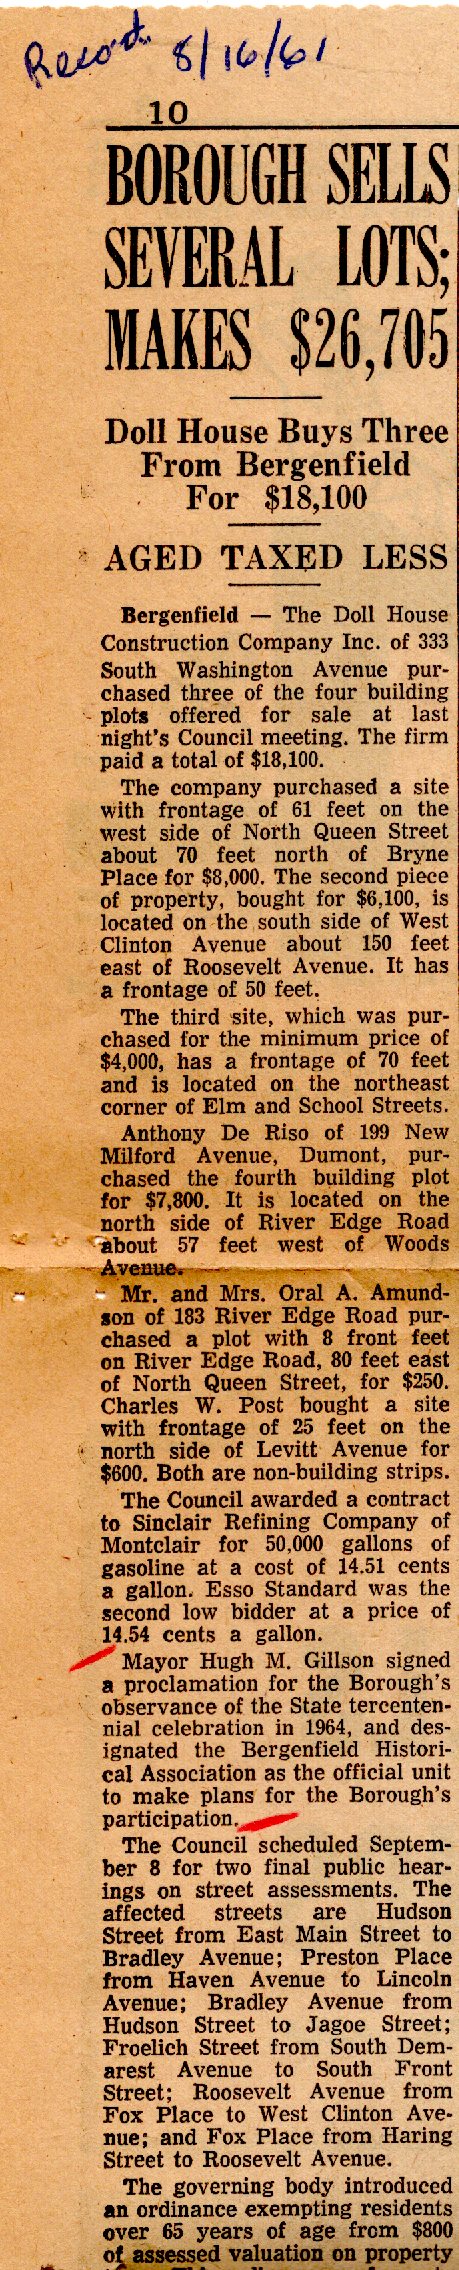 Record 8/16/61
10
BOROUGH SELLS
SEVERAL LOTS;
MAKES $26,705
Doll House Buys Three
From Bergenfield
For $18,100
AGED TAXED LESS
Bergenfield — The Doll House
Construction Company Inc. of 333
South Washington Avenue pur-
chased three of the four building
plots offered for sale at last
night's Council meeting. The firm
paid a total of $18,100.
The company purchased a site
with frontage of 61 feet on the
west side of North Queen Street
about 70 feet north of Bryne
Place for $8,000. The second piece
of property, bought for $6,100, is
located on the south side of West
Clinton Avenue about 150 feet
east of Roosevelt Avenue. It has
a frontage of 50 feet.
The third site, which was pur-
chased for the minimum price of
$4,000, has a frontage of 70 feet
and is located on the northeast
corner of Elm and School Streets.
Anthony De Riso of 199 New
Milford Avenue, Dumont, pur-
chased the fourth building plot
for $7,800. It is located on the
north side of River Edge Road
about 57 feet west of Woods
Avenue.
Mr. and Mrs. Oral A. Amund-
son of 183 River Edge Road pur-
chased a plot with 8 front feet
on River Edge Road, 80 feet east
of North Queen Street, for $250.
Charles W. Post bought a site
with frontage of 25 feet on the
north side of Levitt Avenue for
$600. Both are non-building strips.
The Council awarded a contract
to Sinclair Refining Company of
Montclair for 50,000 gallons of
gasoline at a cost of 14.51 cents
a gallon. Esso Standard was the
second low bidder at a price of
14.54 cents a gallon.
Mayor Hugh M. Gillson signed
a proclamation for the Borough's
observance of the State tercenten-
nial celebration in 1964, and des-
ignated the Bergenfield Histori-
cal Association as the official unit
to make plans for the Borough's
participation.
The Council scheduled Septem-
ber 8 for two final public hear-
ings on street assessments. The
affected streets are Hudson
Street from East Main Street to
Bradley Avenue; Preston Place
from Haven Avenue to Lincoln
Avenue; Bradley Avenue from
Hudson Street to Jagoe Street;
Froelich Street from South Dem-
arest Avenue to South Front
Street; Roosevelt Avenue from
Fox Place to West Clinton Ave-
nue; and Fox Place from Haring
Street to Roosevelt Avenue.
The governing body introduced
an ordinance exempting residents
over 65 years of age from $800
of assessed valuation on property